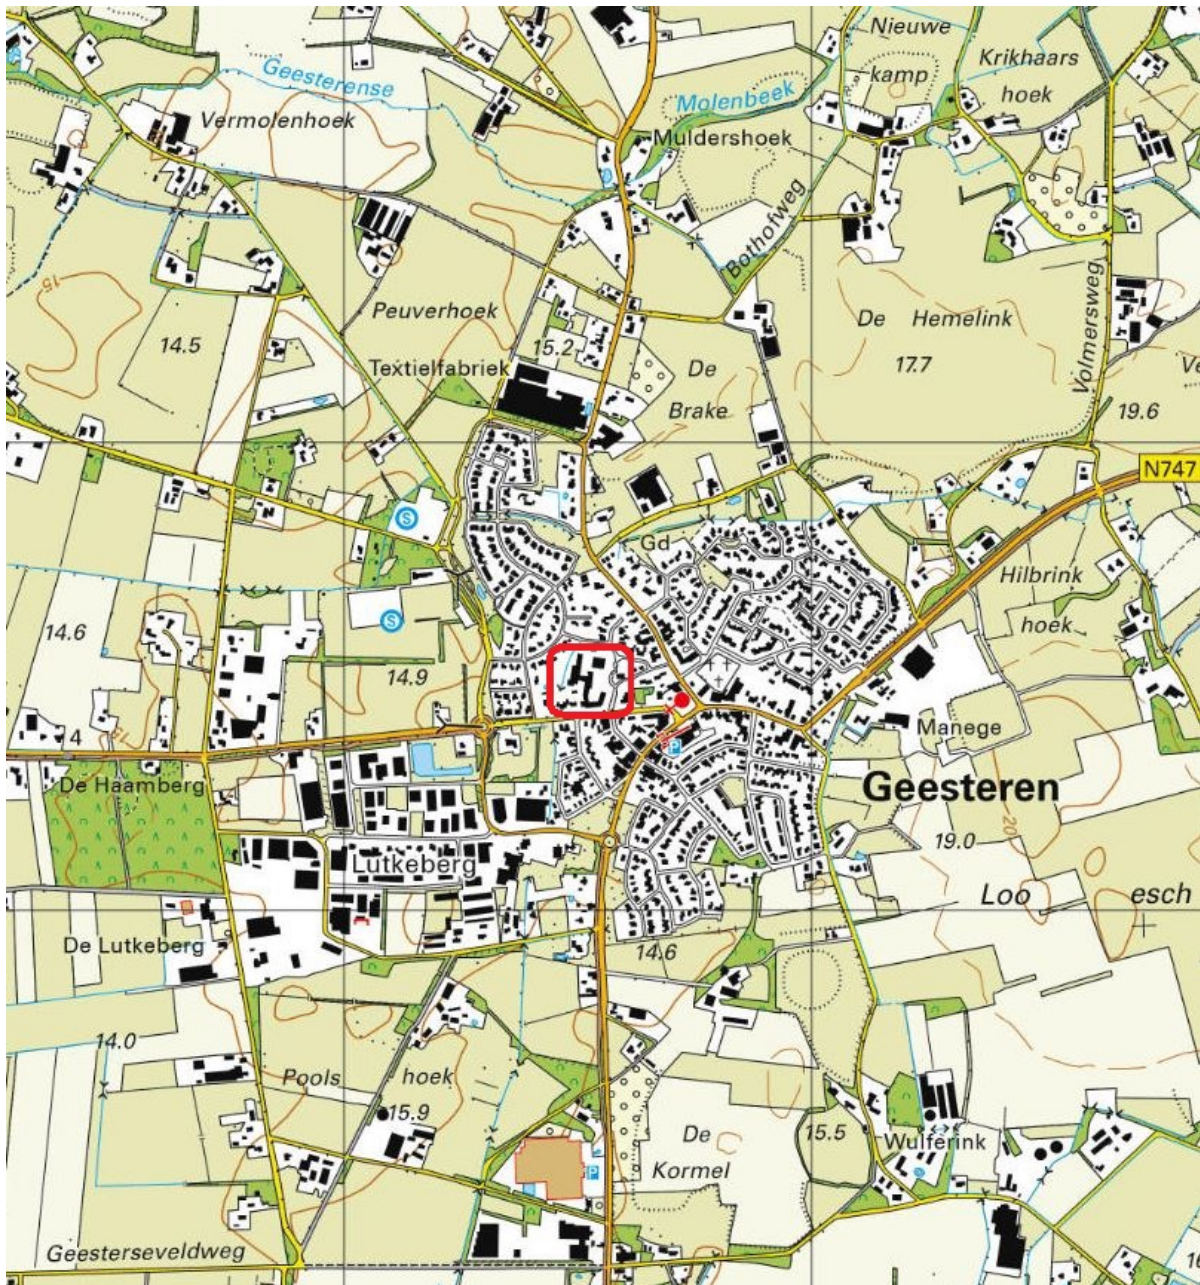 Nieuwe
Krikhaars
kamp
hoek
Geesterense
Molenbeek
Vermolenhoek
Muldershoek
Bothofweg
15
Peuverhoek
De Hemelink
Volmersweg
14.5
15.2
Textielfabriek
De
17.7
Brake
19.6
N747
S
Gd
Hilbrink
hoek
S
14.6
14.9
Manege
P
De Haamberg
Geesteren
19.0
20
Lutkeberg
Loo esch
De Lutkeberg
14.6
14.0
Pools hoek
15.9
De
15.5
Wulferink
Kormel
P
Geesterseveldweg